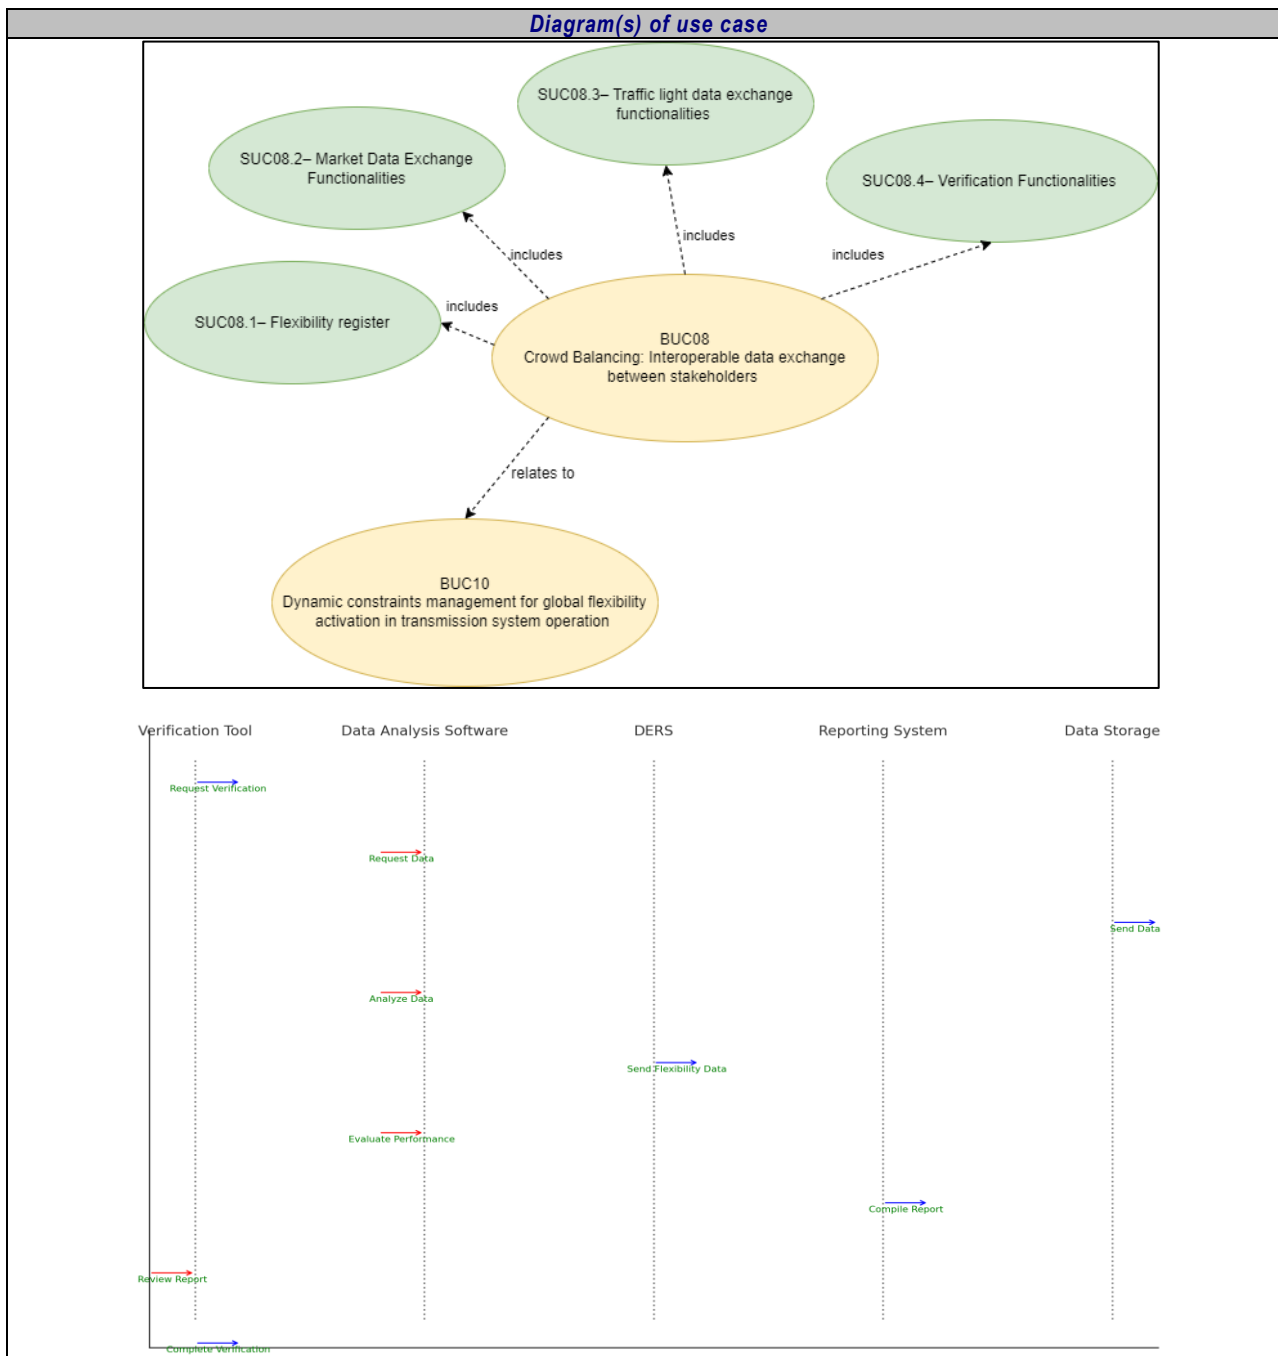 Diagram(s) of use case
SUC08.3– Traffic light data exchange
functionalities
SUC08.2– Market Data Exchange
Functionalities
SUC08.4– Verification Functionalities
includes
includes
includes
includes
SUC08.1– Flexibility register
BUC08
Crowd Balancing: Interoperable data exchange
between stakeholders
relates to
BUC10
Dynamic constraints management for global flexibility
activation in transmission system operation
Verification Tool
Data Analysis Software
DERS
Reporting System
Data Storage
Request Verification
Request Data
Send Data
Analyze Data
Send Flexibility Data
Evaluate Performance
Compile Report
Review Report
Complete Verification